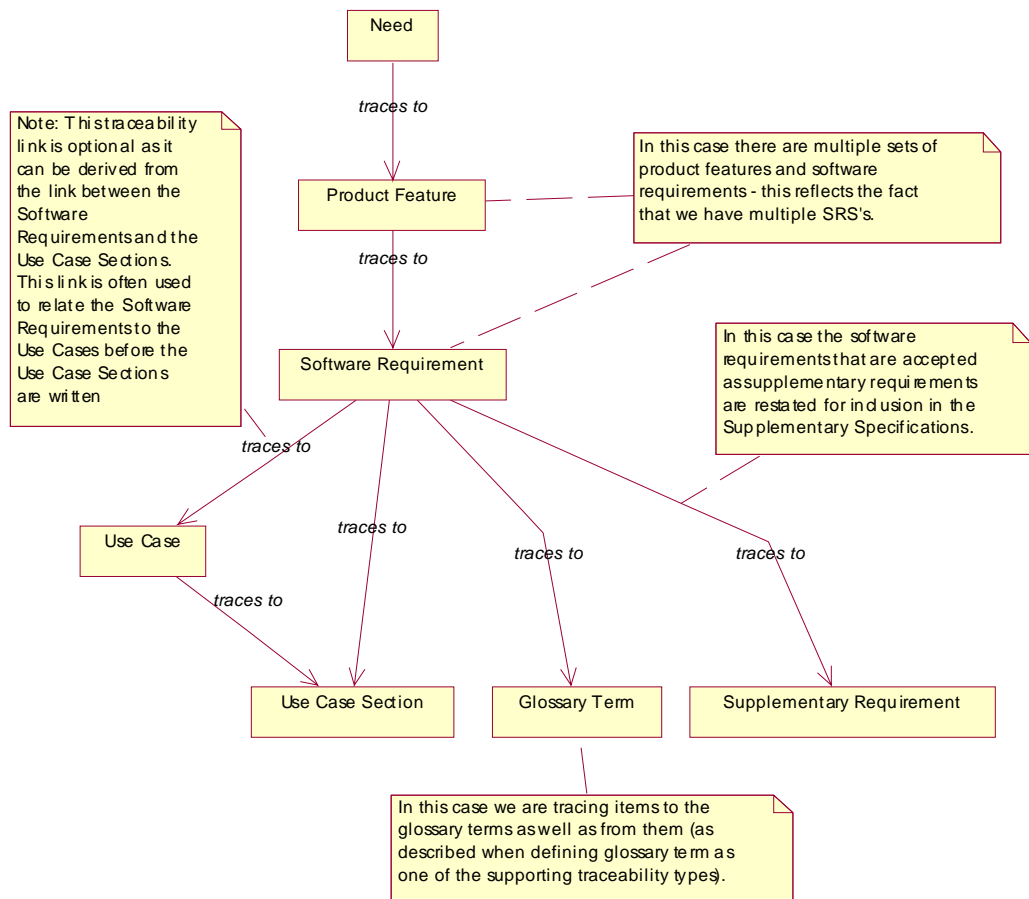 Need
traces to
Note: This traceability
link is optional as it
can be derived from
the link between the
Software
Requirements and the
Use Case Sections.
This link is often used
to relate the Software
Requirements to the
Use Cases before the
Use Case Sections
are written
In this case there are multiple sets of
product features and software
requirements - this reflects the fact
that we have multiple SRS's.
Product Feature
traces to
Software Requirement
In this case the software
requirements that are accepted
as supplementary requirements
are restated for inclusion in the
Supplementary Specifications.
traces to
Use Case
traces to
traces to
traces to
traces to
Use Case Section
Glossary Term
Supplementary Requirement
In this case we are tracing items to the
glossary terms as well as from them (as
described when defining glossary term as
one of the supporting traceability types).